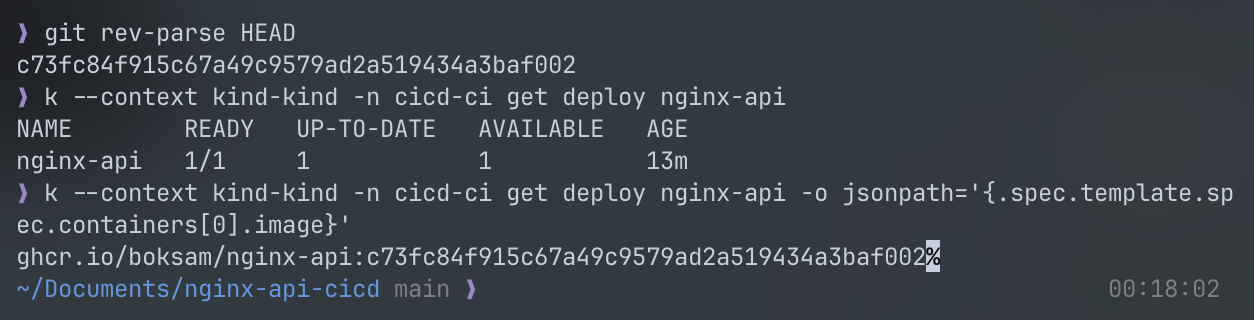 ❱ git rev-parse HEAD
c73fc84f915c67a49c9579ad2a519434a3baf002
❱ k --context kind-kind -n cicd-ci get deploy nginx-api
NAME        READY   UP-TO-DATE   AVAILABLE   AGE
nginx-api   1/1     1            1           13m
❱ k --context kind-kind -n cicd-ci get deploy nginx-api -o jsonpath='{.spec.template.sp
ec.containers[0].image}'
ghcr.io/boksam/nginx-api:c73fc84f915c67a49c9579ad2a519434a3baf002%
~/Documents/nginx-api-cicd main ❱ 00:18:02